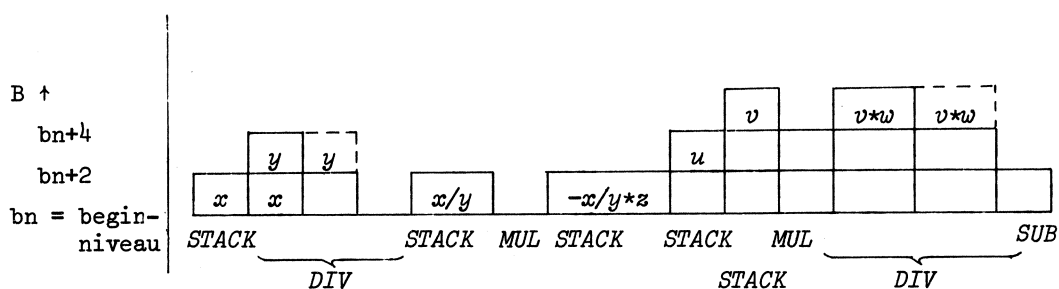 v v*w v*w
B ↑
bn+4
u
y y
bn+2
x x x/y -x/y*z
bn = begin-
niveau
STACK STACK MUL STACK STACK MUL SUB
DIV STACK DIV